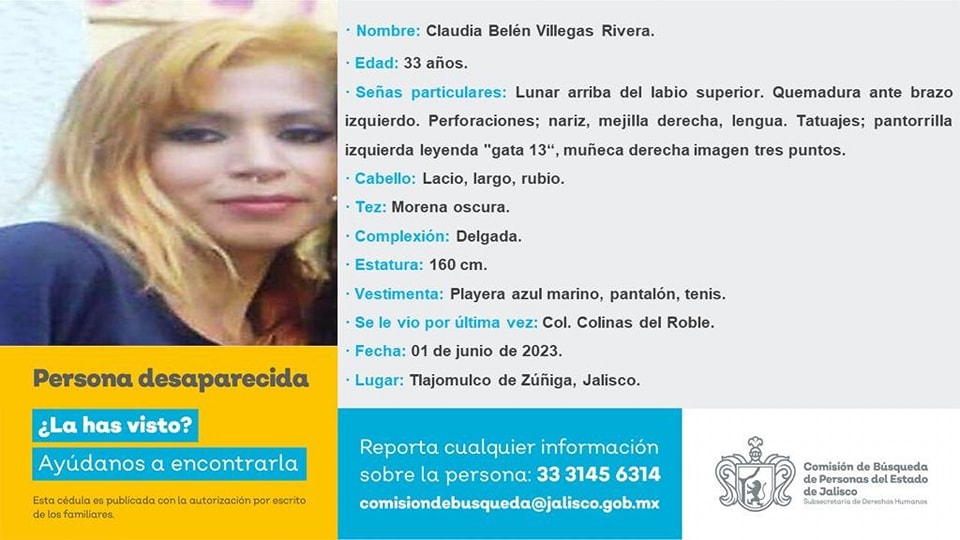 · Nombre: Claudia Belén Villegas Rivera.
· Edad: 33 años.
· Señas particulares: Lunar arriba del labio superior. Quemadura ante brazo
izquierdo. Perforaciones; nariz, mejilla derecha, lengua. Tatuajes; pantorrilla
izquierda leyenda "gata 13“, muñeca derecha imagen tres puntos.
· Cabello: Lacio, largo, rubio.
· Tez: Morena oscura.
· Complexión: Delgada.
· Estatura: 160 cm.
· Vestimenta: Playera azul marino, pantalón, tenis.
· Se le vio por última vez: Col. Colinas del Roble.
· Fecha: 01 de junio de 2023.
· Lugar: Tlajomulco de Zúñiga, Jalisco.
Persona desaparecida
¿La has visto?
Ayúdanos a encontrarla
Esta cédula es publicada con la autorización por escrito
de los familiares.
Reporta cualquier información
sobre la persona: 33 3145 6314
comisiondebusqueda@jalisco.gob.mx
Comisión de Búsqueda
de Personas del Estado
de Jalisco
Subsecretaría de Derechos Humanos